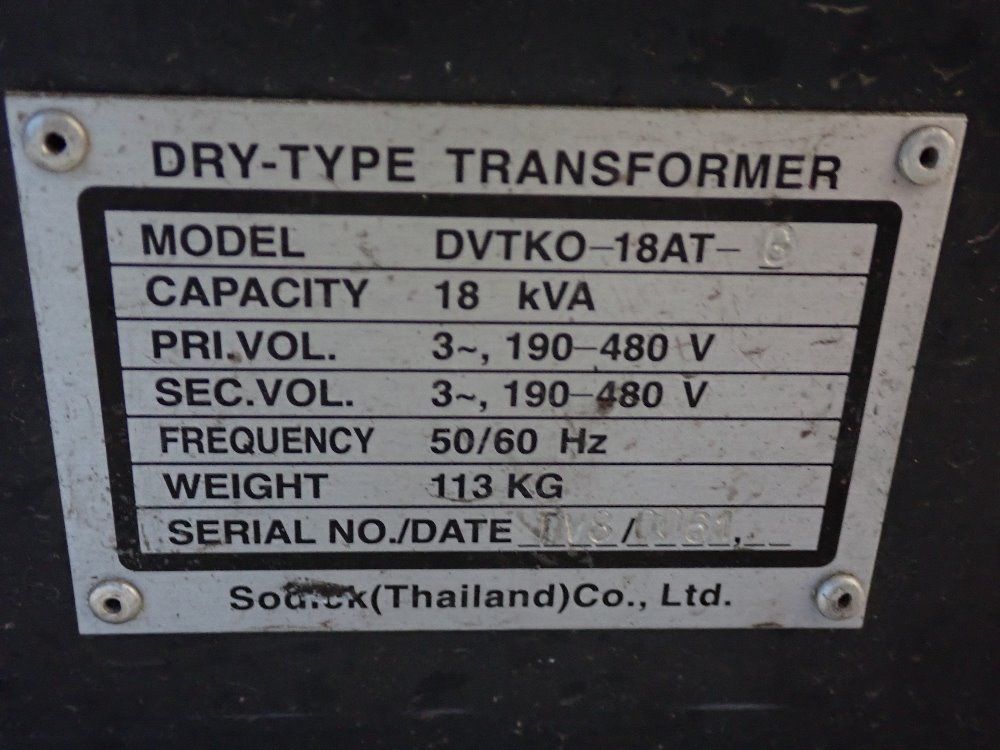 DRY-TYPE TRANSFORMER
MODEL DVTKO-18AT-
CAPACITY 18 kVA
PRI.VOL. 3~, 190-480 V
SEC.VOL. 3~, 190-480 V
FREQUENCY 50/60 Hz
WEIGHT 113 KG
SERIAL NO./DATE
Sodick(Thailand)Co., Ltd.